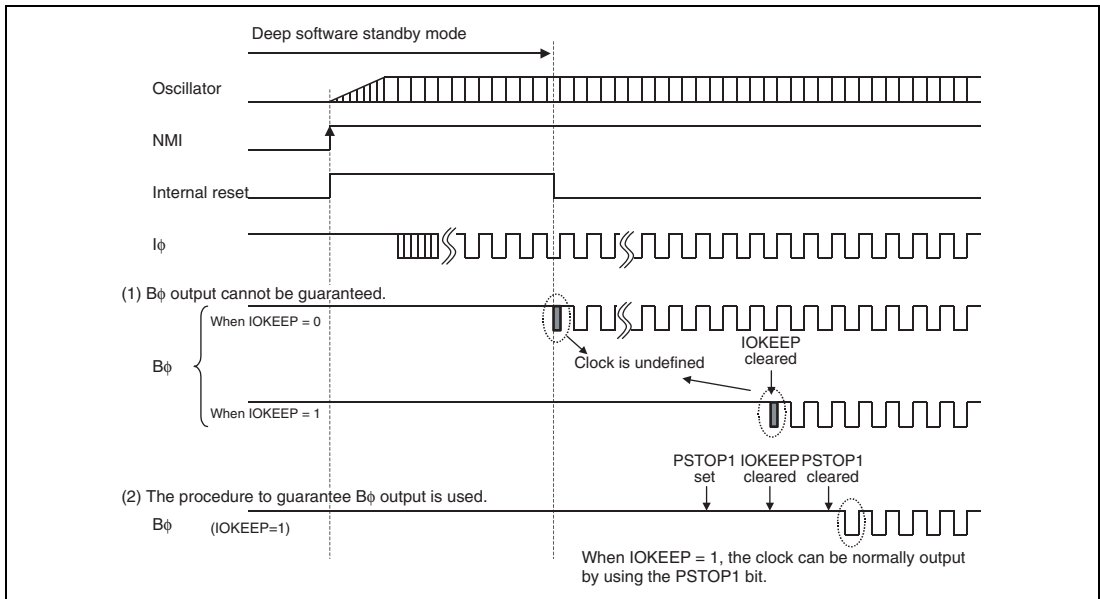 Deep software standby mode
Oscillator
NMI
Internal reset
Iϕ
(1) Bϕ output cannot be guaranteed.
When IOKEEP = 0
Bϕ
Clock is undefined
IOKEEP
cleared
When IOKEEP = 1
PSTOP1 IOKEEP PSTOP1
set cleared cleared
(2) The procedure to guarantee Bϕ output is used.
Bϕ (IOKEEP=1)
When IOKEEP = 1, the clock can be normally output
by using the PSTOP1 bit.